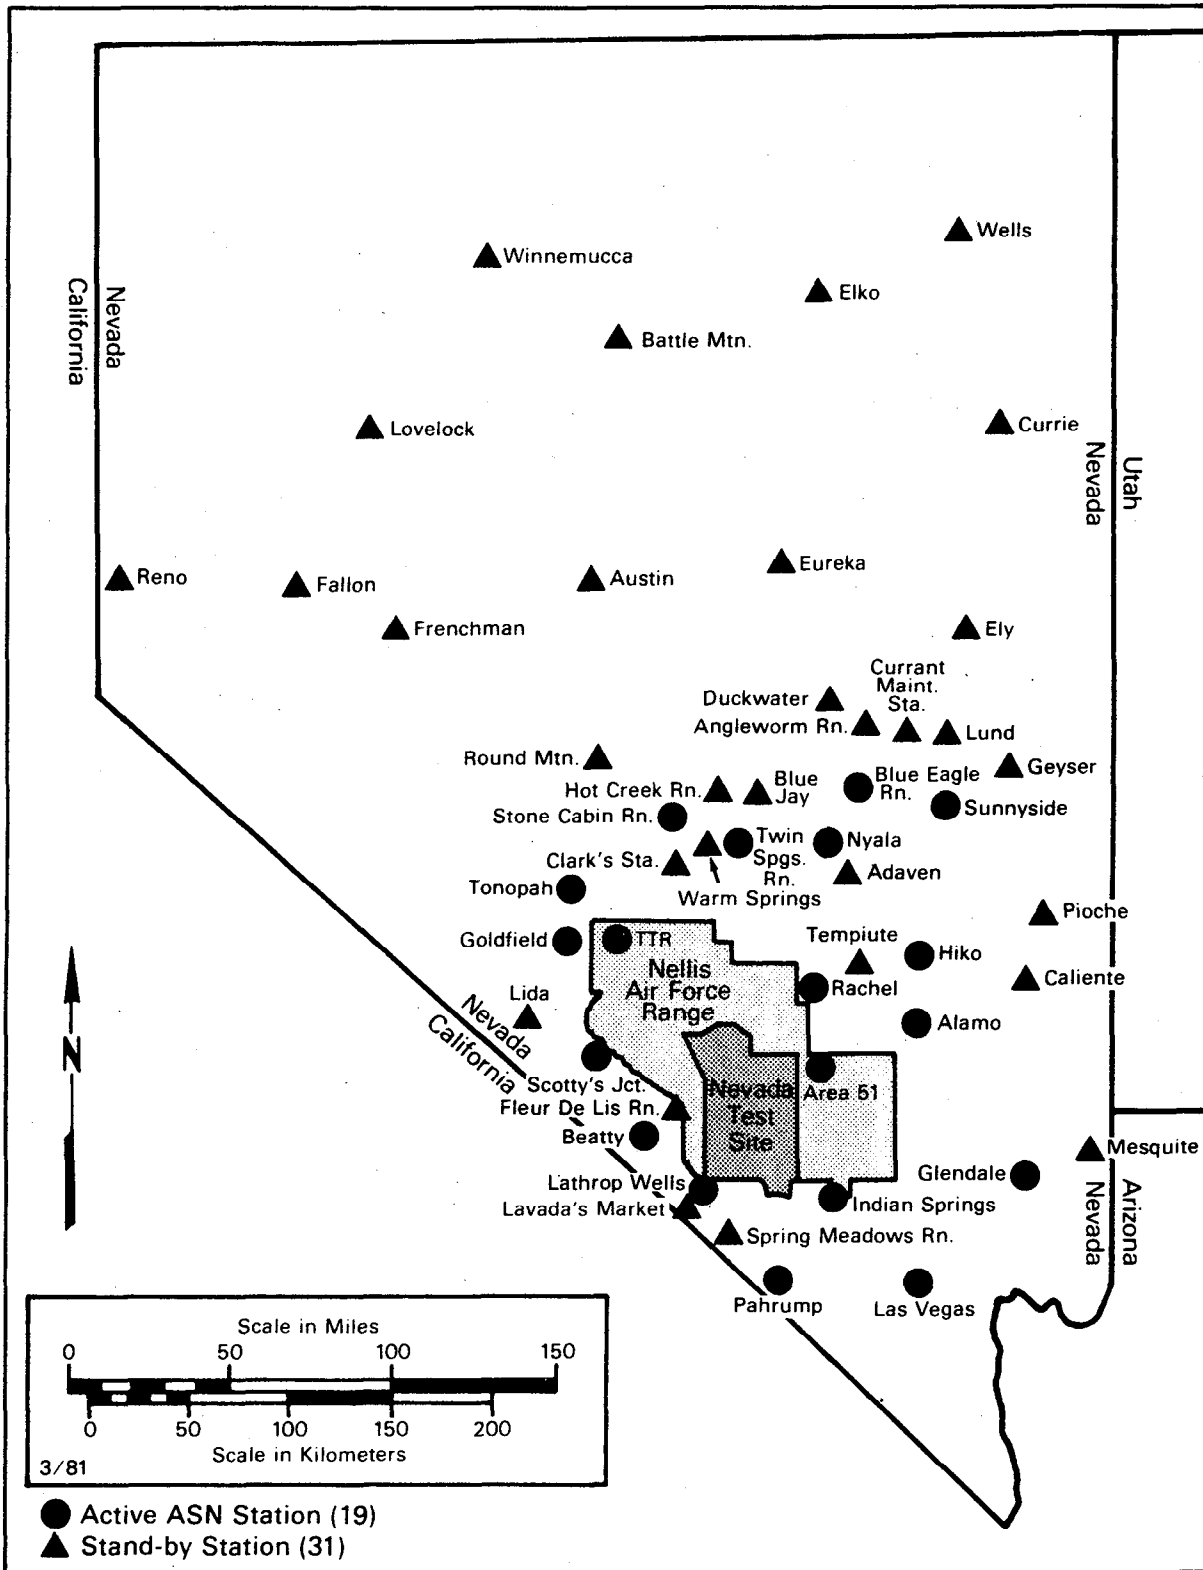 Wells
Winnemucca
Elko
Battle Mtn.
Nevada
California
Lovelock
Currie
Utah
Nevada
Reno
Fallon
Austin
Eureka
Frenchman
Ely
Currant
Maint.
Sta.
Duckwater
Angleworm Rn.
Lund
Round Mtn.
Geyser
Hot Creek Rn.
Blue
Jay
Blue Eagle
Rn.
Stone Cabin Rn.
Sunnyside
Twin
Spgs.
Rn.
Nyala
Clark's Sta.
Adaven
Warm Springs
Tonopah
Pioche
Goldfield
TTR
Tempiute
Hiko
Nellis
Air Force
Range
Rachel
Caliente
Lida
Nevada
California
Alamo
N
Scotty's Jct.
Nevada
Test
Site
Area 51
Fleur De Lis Rn.
Beatty
Mesquite
Glendale
Lathrop Wells
Lavada's Market
Indian Springs
Arizona
Nevada
Spring Meadows Rn.
Pahrump
Las Vegas
Scale in Miles
0 50 100 150
0 50 100 150 200
Scale in Kilometers
3/81
Active ASN Station (19)
Stand-by Station (31)